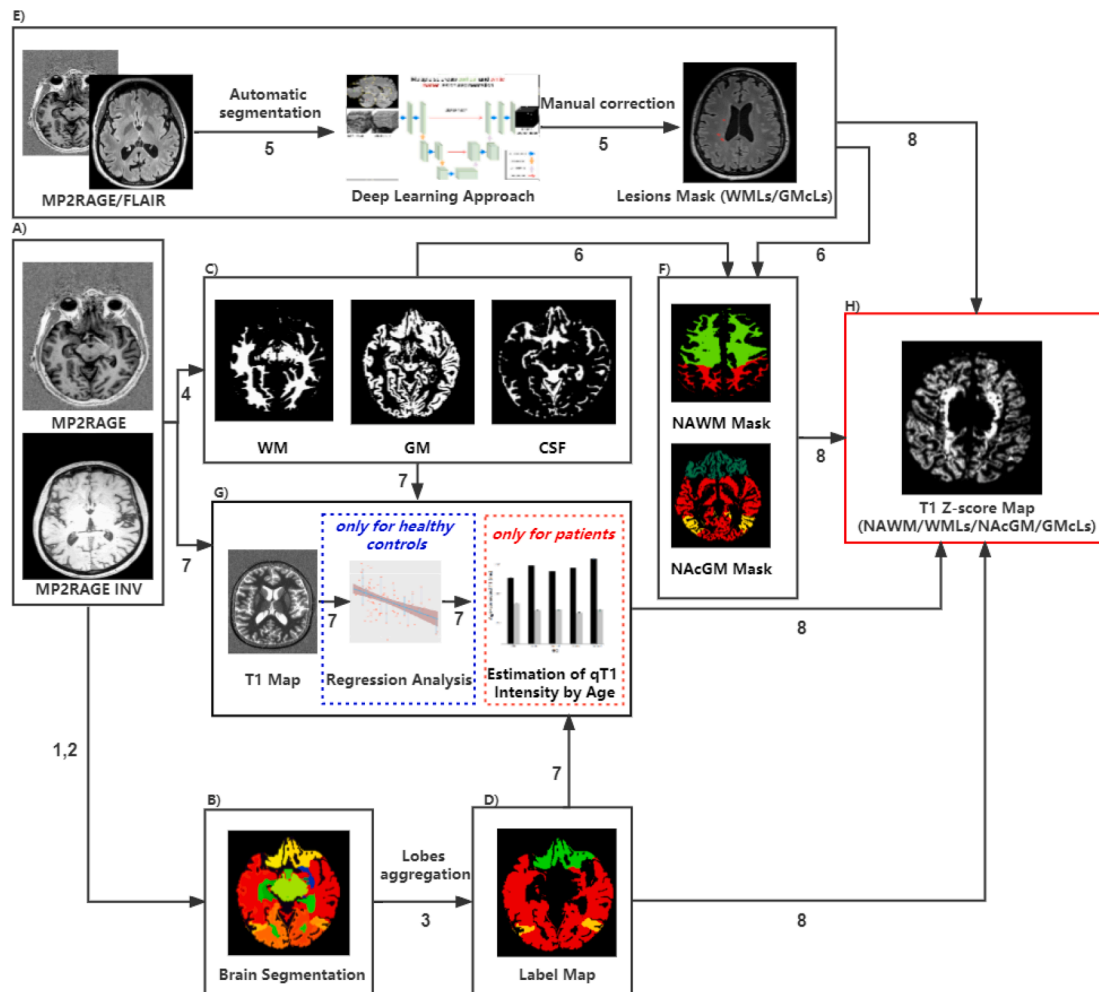 E)
Automatic
segmentation
5
Manual correction
5
8
MP2RAGE/FLAIR
Deep Learning Approach
Lesions Mask (WMLs/GMcLs)
A)
6
6
C)
F)
H)
4
MP2RAGE
WM
GM
CSF
NAWM Mask
8
T1 Z-score Map
(NAWM/WMLs/NAcGM/GMcLs)
7
G)
only for healthy
controls
only for patients
7
MP2RAGE INV
NAcGM Mask
7
7
8
T1 Map
Regression Analysis
Estimation of qT1
Intensity by Age
1,2
7
B)
D)
Lobes
aggregation
3
8
Brain Segmentation
Label Map